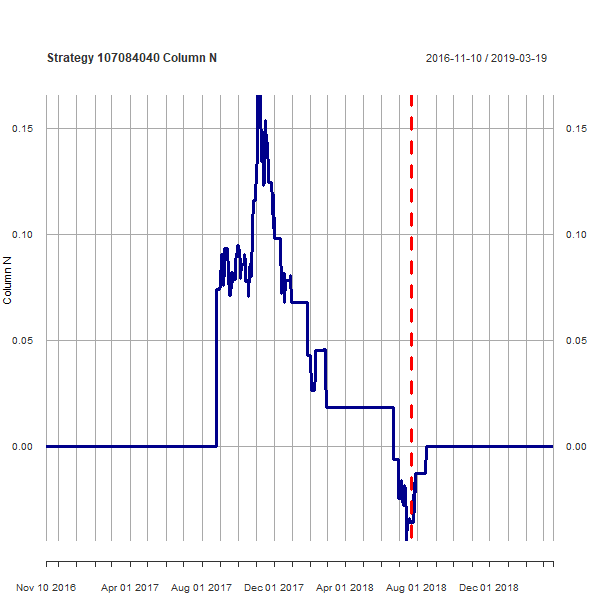 Strategy 107084040 Column N
2016-11-10 / 2019-03-19
0.15 0.15
0.10 0.10
Column N
0.05 0.05
0.00 0.00
Nov 10 2016 Apr 01 2017 Aug 01 2017 Dec 01 2017 Apr 01 2018 Aug 01 2018 Dec 01 2018